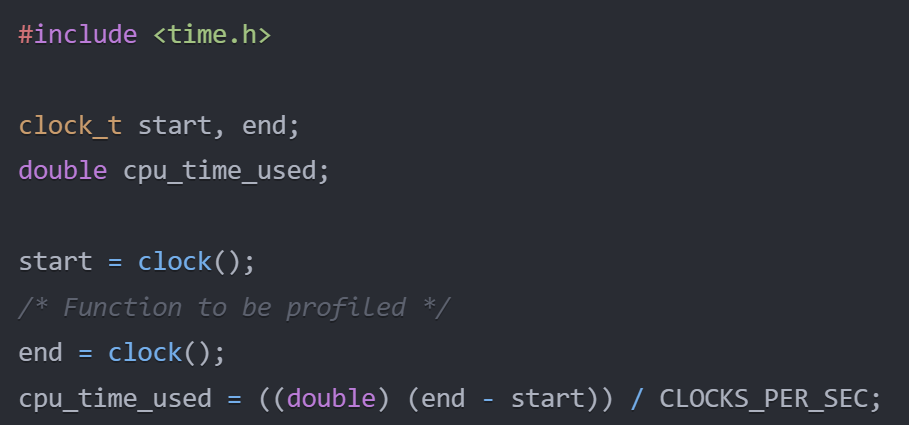 #include <time.h>
clock_t start, end;
double cpu_time_used;
start = clock();
/* Function to be profiled */
end = clock();
cpu_time_used = ((double) (end - start)) / CLOCKS_PER_SEC;